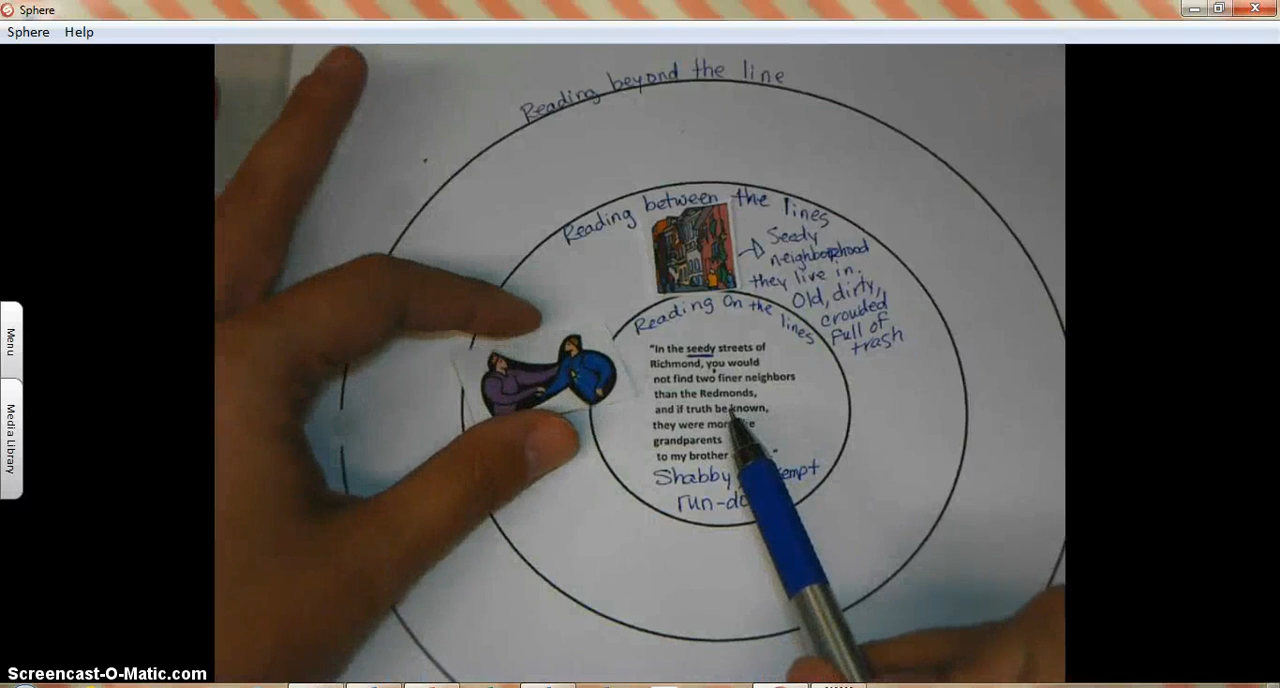 Sphere
Sphere Help
Reading beyond the line
Reading between the lines
Seedy
neighborhood
they live in.
Old, dirty,
crowded
full of
trash
Reading On the lines
"In the seedy streets of
Richmond, you would
not find two finer neighbors
than the Redmonds,
and if truth be known,
they were
grandparents
to my brother
Shabby
Menu
Media Library
Screencast-O-Matic.com